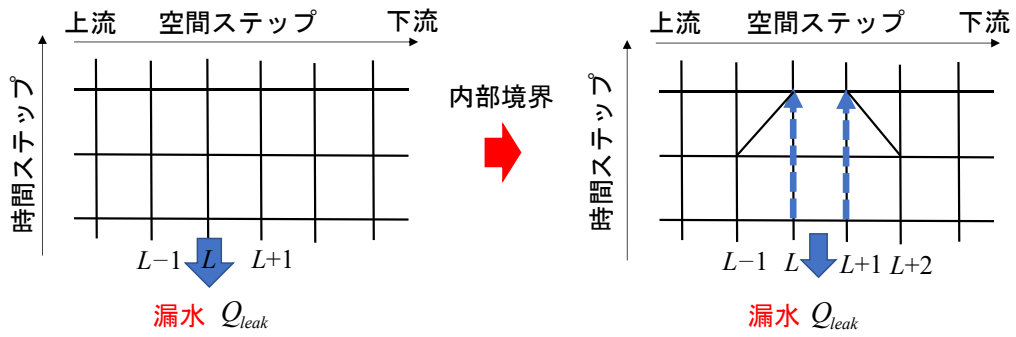 上流 空間ステップ 下流
時間ステップ
L−1 L L+1
漏水 Q_leak
内部境界
上流 空間ステップ 下流
時間ステップ
L−1 L L+1 L+2
漏水 Q_leak